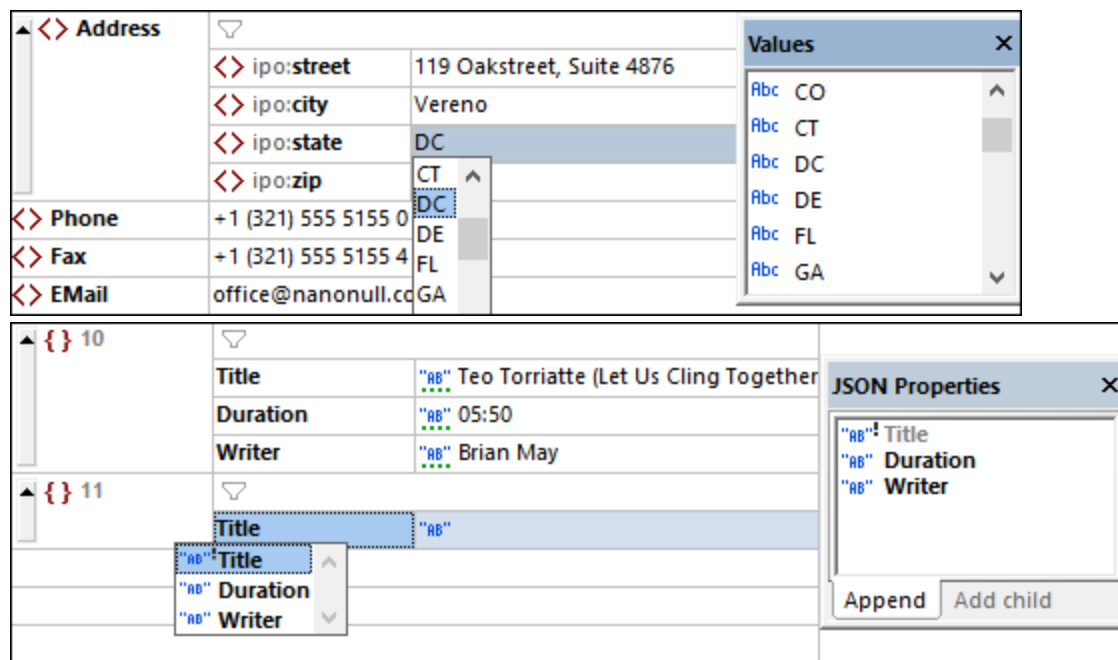 <> Address
<> ipo:street 119 Oakstreet, Suite 4876
<> ipo:city Vereno
<> ipo:state DC
<> ipo:zip
CT
DC
DE
FL
GA
<> Phone +1 (321) 555 5155 0
<> Fax +1 (321) 555 5155 4
<> EMail office@nanonull.co
Values ×
Abc CO
Abc CT
Abc DC
Abc DE
Abc FL
Abc GA
{ } 10
Title "AB" Teo Torriatte (Let Us Cling Together
Duration "AB" 05:50
Writer "AB" Brian May
{ } 11
Title "AB"
"AB"! Title
"AB" Duration
"AB" Writer
JSON Properties ×
"AB"! Title
"AB" Duration
"AB" Writer
Append Add child